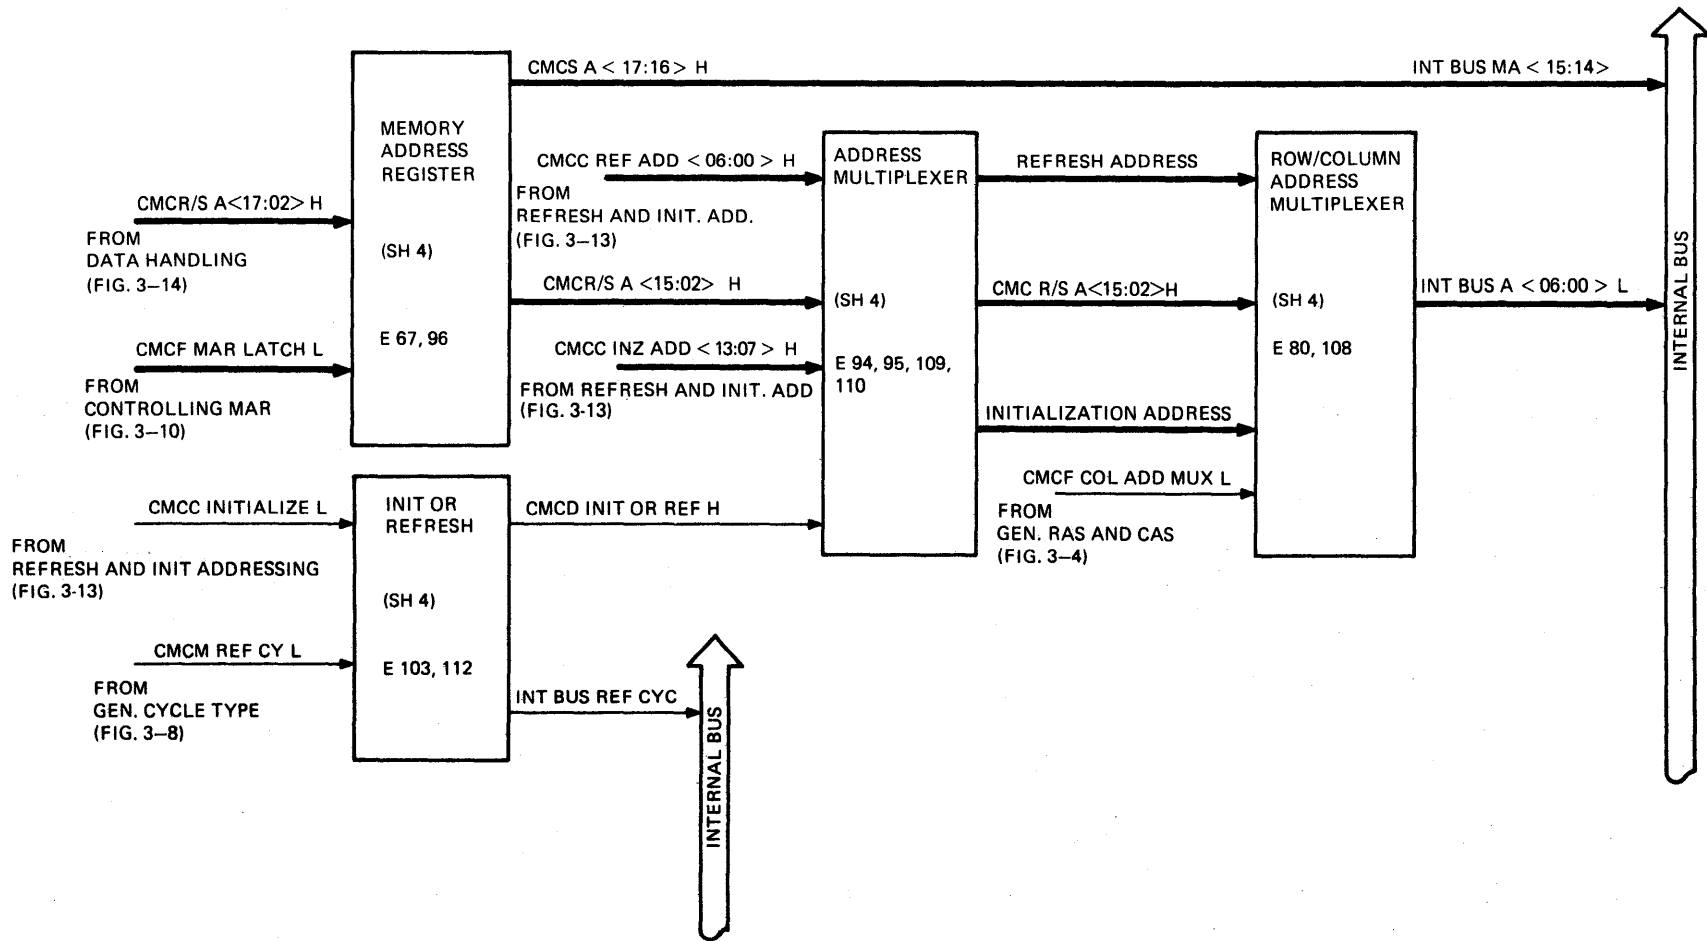 CMCS A < 17:16 > H
INT BUS MA < 15:14 >
MEMORY
ADDRESS
REGISTER
(SH 4)
E 67, 96
CMCR/S A<17:02> H
FROM
DATA HANDLING
(FIG. 3–14)
CMCF MAR LATCH L
FROM
CONTROLLING MAR
(FIG. 3–10)
CMCC REF ADD < 06:00 > H
FROM
REFRESH AND INIT. ADD.
(FIG. 3–13)
CMCR/S A <15:02> H
CMCC INZ ADD < 13:07 > H
FROM REFRESH AND INIT. ADD
(FIG. 3-13)
ADDRESS
MULTIPLEXER
(SH 4)
E 94, 95, 109,
110
REFRESH ADDRESS
CMC R/S A<15:02>H
INITIALIZATION ADDRESS
CMCF COL ADD MUX L
FROM
GEN. RAS AND CAS
(FIG. 3–4)
ROW/COLUMN
ADDRESS
MULTIPLEXER
(SH 4)
E 80, 108
INT BUS A < 06:00 > L
INTERNAL BUS
CMCC INITIALIZE L
FROM
REFRESH AND INIT ADDRESSING
(FIG. 3-13)
CMCM REF CY L
FROM
GEN. CYCLE TYPE
(FIG. 3–8)
INIT OR
REFRESH
(SH 4)
E 103, 112
CMCD INIT OR REF H
INT BUS REF CYC
INTERNAL BUS